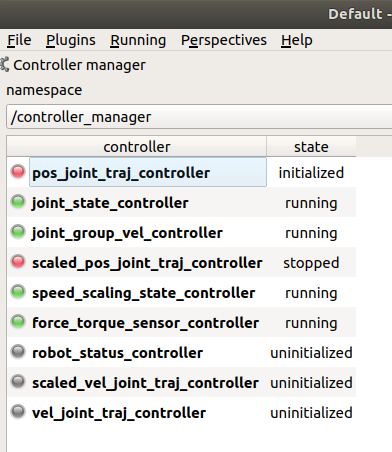 Default -
File Plugins Running Perspectives Help
Controller manager
namespace
/controller_manager
controller state
pos_joint_traj_controller initialized
joint_state_controller running
joint_group_vel_controller running
scaled_pos_joint_traj_controller stopped
speed_scaling_state_controller running
force_torque_sensor_controller running
robot_status_controller uninitialized
scaled_vel_joint_traj_controller uninitialized
vel_joint_traj_controller uninitialized